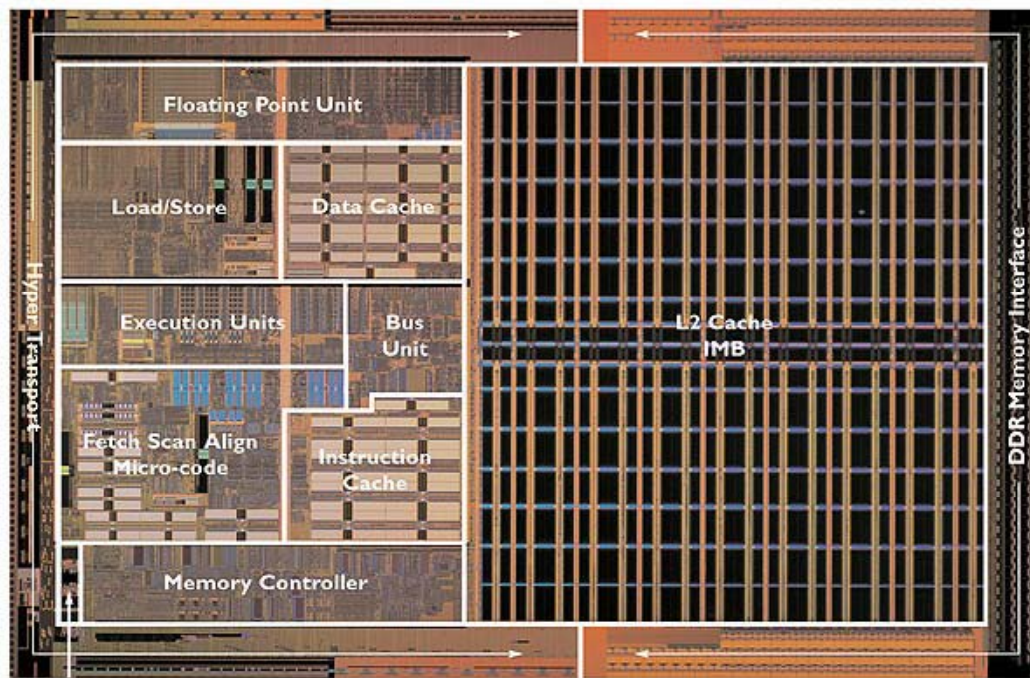 Floating Point Unit
Load/Store
Data Cache
Hyper Transport
Execution Units
Bus
Unit
L2 Cache
IMB
DDR Memory Interface
Fetch Scan Align
Micro-code
Instruction
Cache
Memory Controller